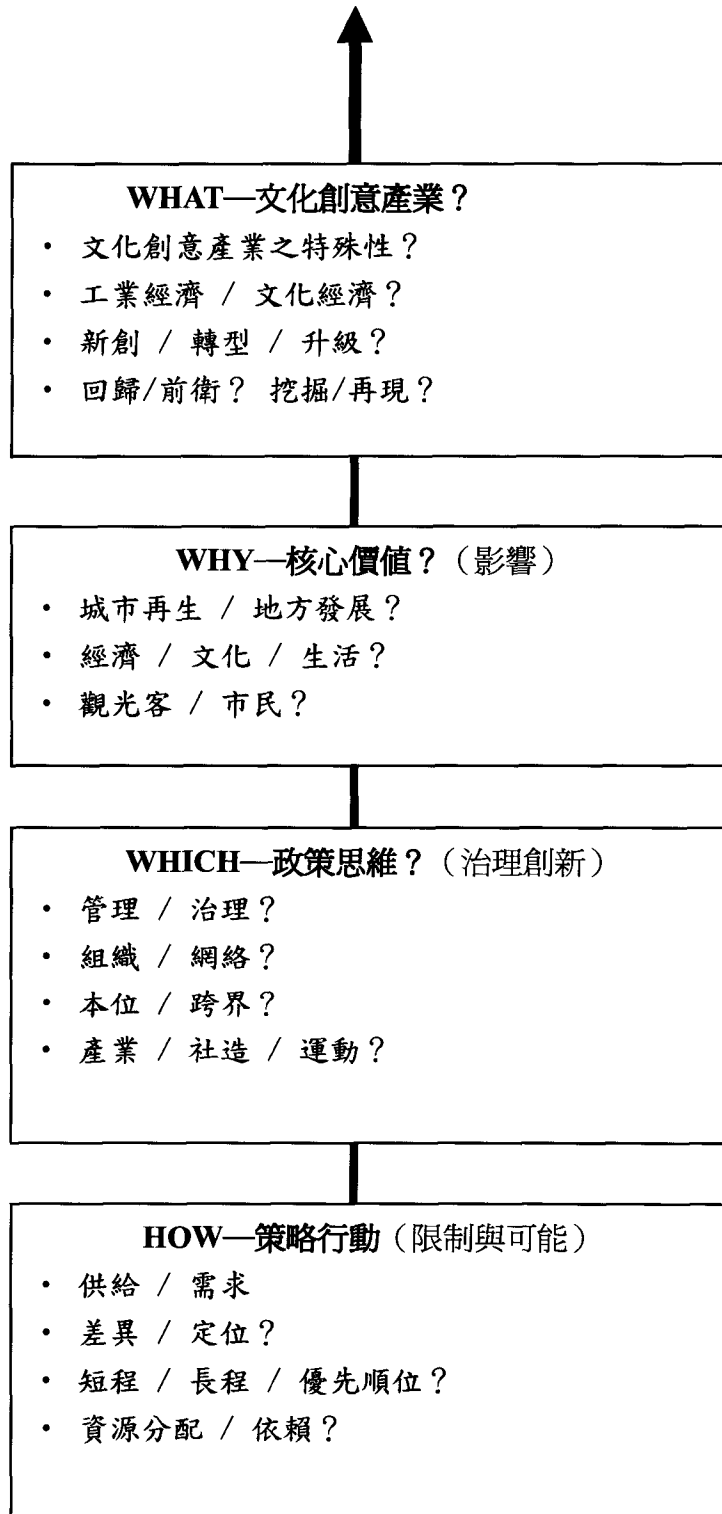 WHAT—文化創意產業？
· 文化創意產業之特殊性？
· 工業經濟 / 文化經濟？
· 新創 / 轉型 / 升級？
· 回歸/前衛？ 挖掘/再現？
WHY—核心價值？（影響）
· 城市再生 / 地方發展？
· 經濟 / 文化 / 生活？
· 觀光客 / 市民？
WHICH—政策思維？（治理創新）
· 管理 / 治理？
· 組織 / 網絡？
· 本位 / 跨界？
· 產業 / 社造 / 運動？
HOW—策略行動（限制與可能）
· 供給 / 需求
· 差異 / 定位？
· 短程 / 長程 / 優先順位？
· 資源分配 / 依賴？